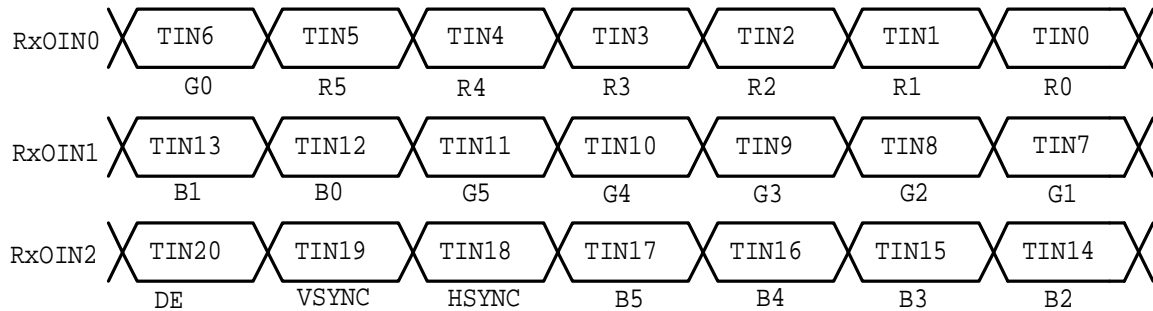 RxOIN0 TIN6 TIN5 TIN4 TIN3 TIN2 TIN1 TIN0
G0 R5 R4 R3 R2 R1 R0
RxOIN1 TIN13 TIN12 TIN11 TIN10 TIN9 TIN8 TIN7
B1 B0 G5 G4 G3 G2 G1
RxOIN2 TIN20 TIN19 TIN18 TIN17 TIN16 TIN15 TIN14
DE VSYNC HSYNC B5 B4 B3 B2